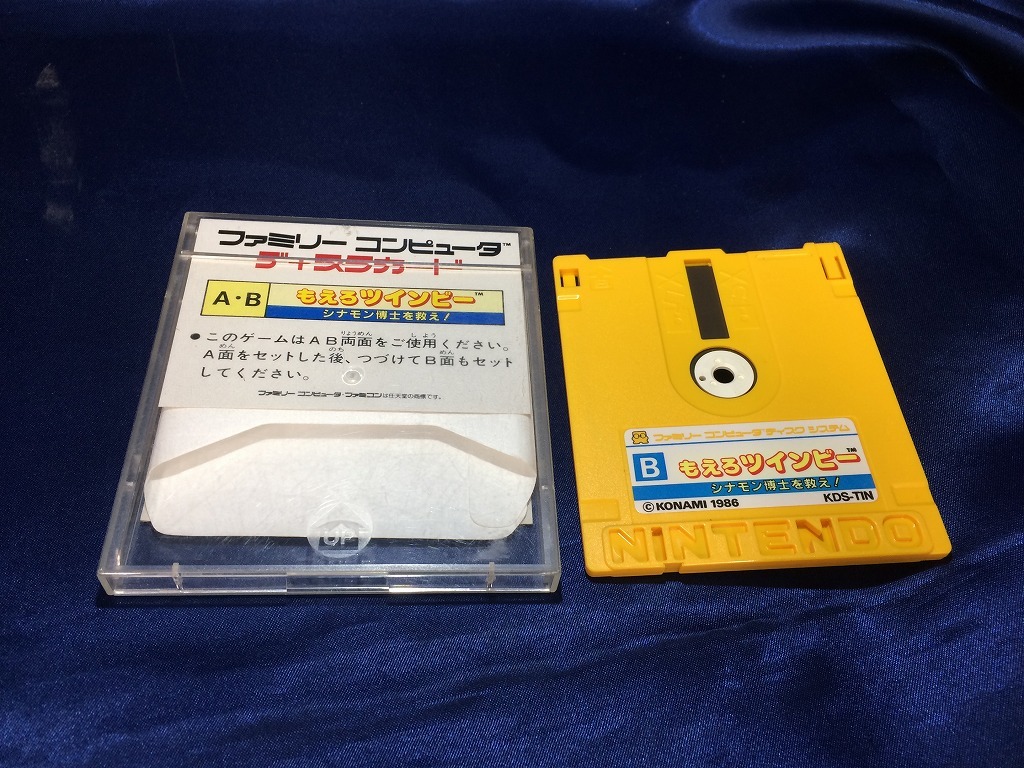 ファミリー コンピュータ™
ディスクカード
A・B
もえろツインビー™
シナモン博士を救え!
●このゲームはAB両面をご使用ください。
A面をセットした後、つづけてB面もセット
してください。
ファミリー コンピュータ・ファミコンは任天堂の商標です。
UP
ファミリー コンピュータ ディスク システム
B
もえろツインビー™
シナモン博士を救え!
©KONAMI 1986
KDS-TIN
NINTENDO